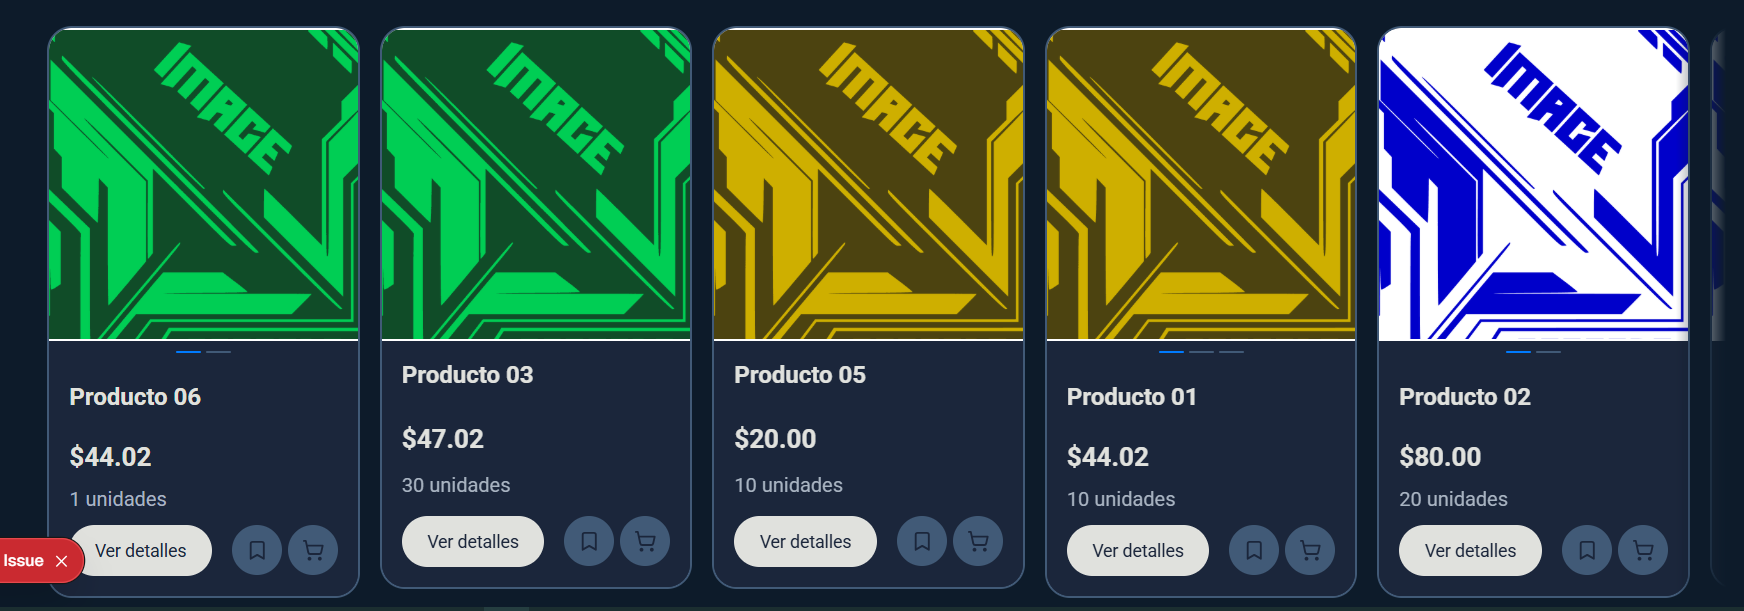 IMAGE
Producto 06
$44.02
1 unidades
Ver detalles
IMAGE
Producto 03
$47.02
30 unidades
Ver detalles
IMAGE
Producto 05
$20.00
10 unidades
Ver detalles
IMAGE
Producto 01
$44.02
10 unidades
Ver detalles
IMAGE
Producto 02
$80.00
20 unidades
Ver detalles
Issue